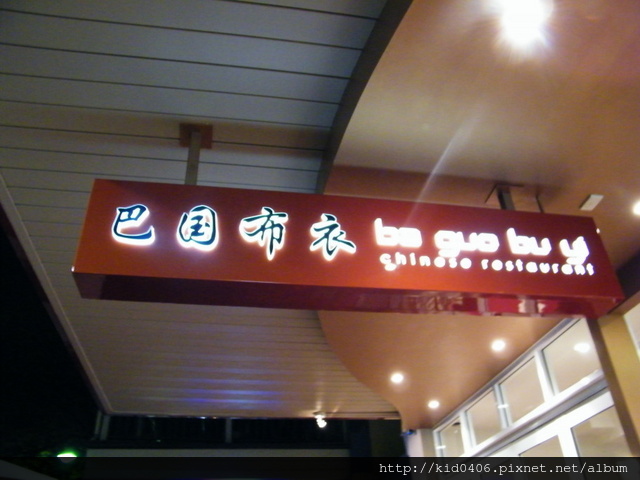 巴国布衣 ba guo bu yi
chinese restaurant
http://kid0406.pixnet.net/album